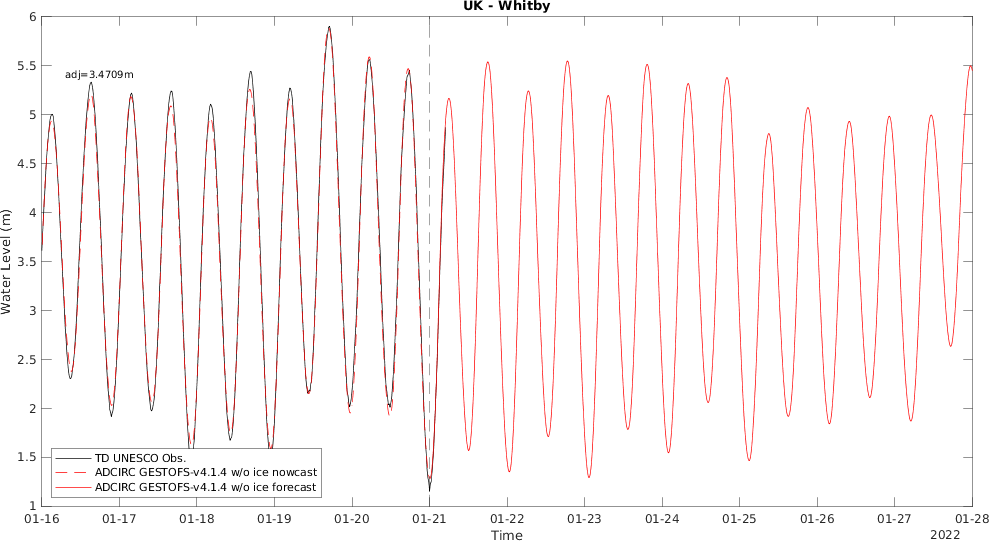 UK - Whitby
6
5.5
5
4.5
4
3.5
3
2.5
2
1.5
1
Water Level (m)
adj=3.4709m
TD UNESCO Obs.
ADCIRC GESTOFS-v4.1.4 w/o ice nowcast
ADCIRC GESTOFS-v4.1.4 w/o ice forecast
01-16 01-17 01-18 01-19 01-20 01-21 01-22 01-23 01-24 01-25 01-26 01-27 01-28
Time
2022